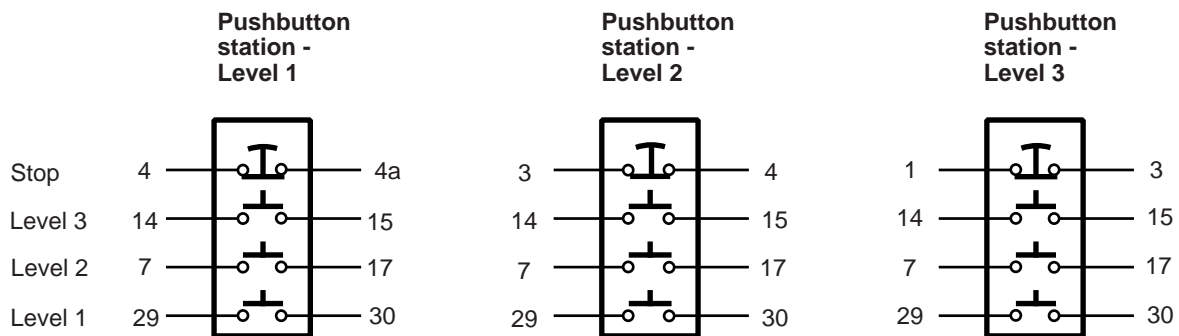 Pushbutton
station -
Level 1
Pushbutton
station -
Level 2
Pushbutton
station -
Level 3
Stop 4 4a 3 4 1 3
Level 3 14 15 14 15 14 15
Level 2 7 17 7 17 7 17
Level 1 29 30 29 30 29 30